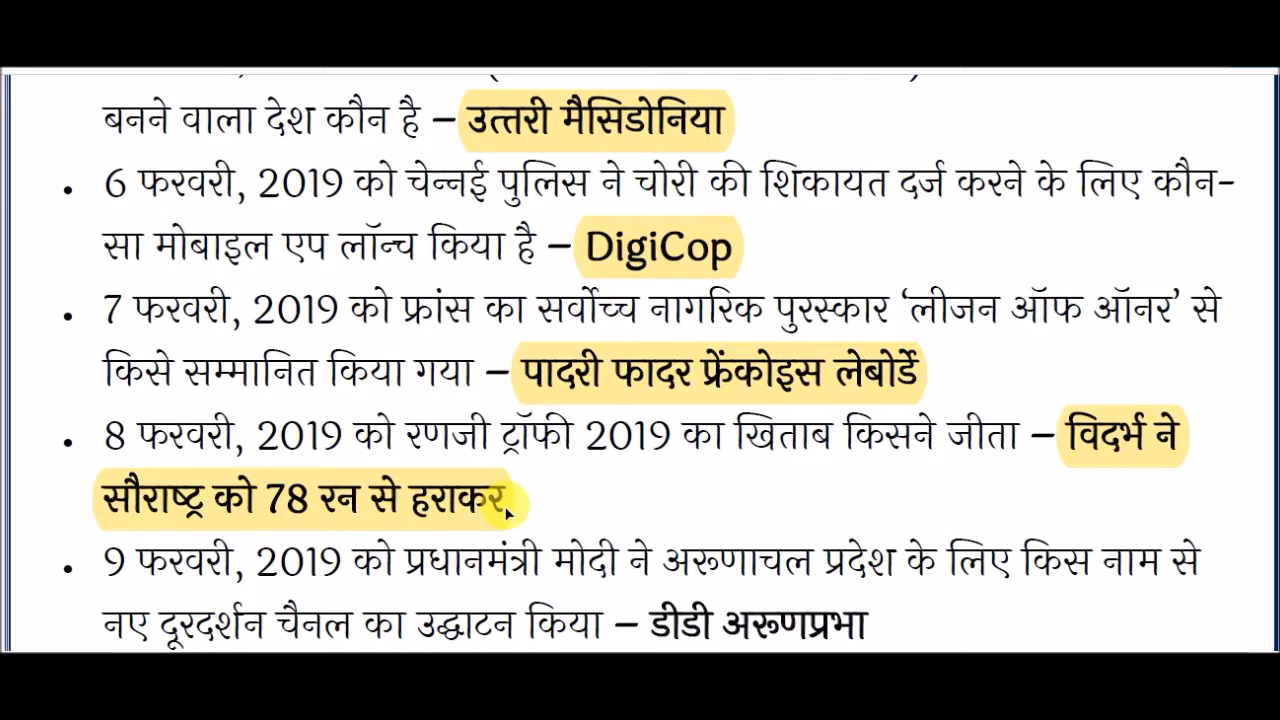 बनने वाला देश कौन है – उत्तरी मैसिडोनिया
• 6 फरवरी, 2019 को चेन्नई पुलिस ने चोरी की शिकायत दर्ज करने के लिए कौन-
सा मोबाइल एप लॉन्च किया है – DigiCop
• 7 फरवरी, 2019 को फ्रांस का सर्वोच्च नागरिक पुरस्कार ‘लीजन ऑफ ऑनर’ से
किसे सम्मानित किया गया – पादरी फादर फ्रेंकोइस लेबोर्डे
• 8 फरवरी, 2019 को रणजी ट्रॉफी 2019 का खिताब किसने जीता – विदर्भ ने
सौराष्ट्र को 78 रन से हराकर
• 9 फरवरी, 2019 को प्रधानमंत्री मोदी ने अरूणाचल प्रदेश के लिए किस नाम से
नए दूरदर्शन चैनल का उद्घाटन किया – डीडी अरूणप्रभा